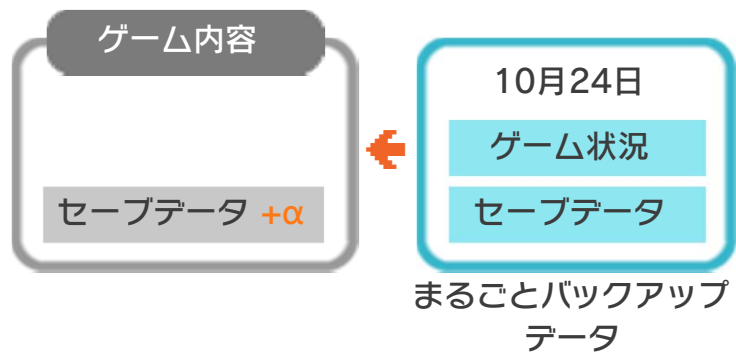 ゲーム内容
セーブデータ +α
10月24日
ゲーム状況
セーブデータ
まるごとバックアップ
データ